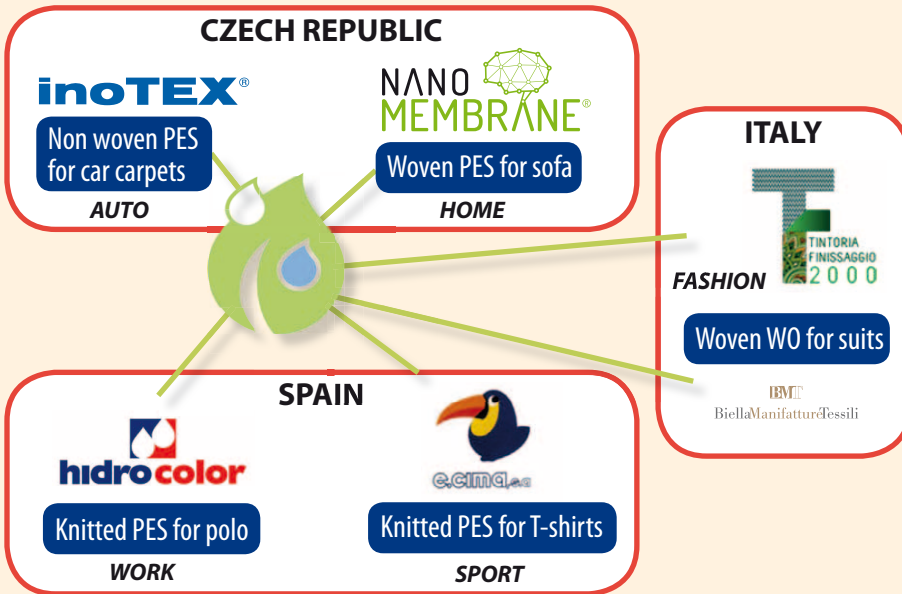 CZECH REPUBLIC
inoTEX®
Non woven PES
for car carpets
AUTO
NANO
MEMBRANE®
Woven PES for sofa
HOME
ITALY
TF
TINTORIA
FINISSAGGIO
2000
FASHION
Woven WO for suits
BMT
BiellaManifattureTessili
SPAIN
hidrocolor
Knitted PES for polo
WORK
e.cima,s.a
Knitted PES for T-shirts
SPORT